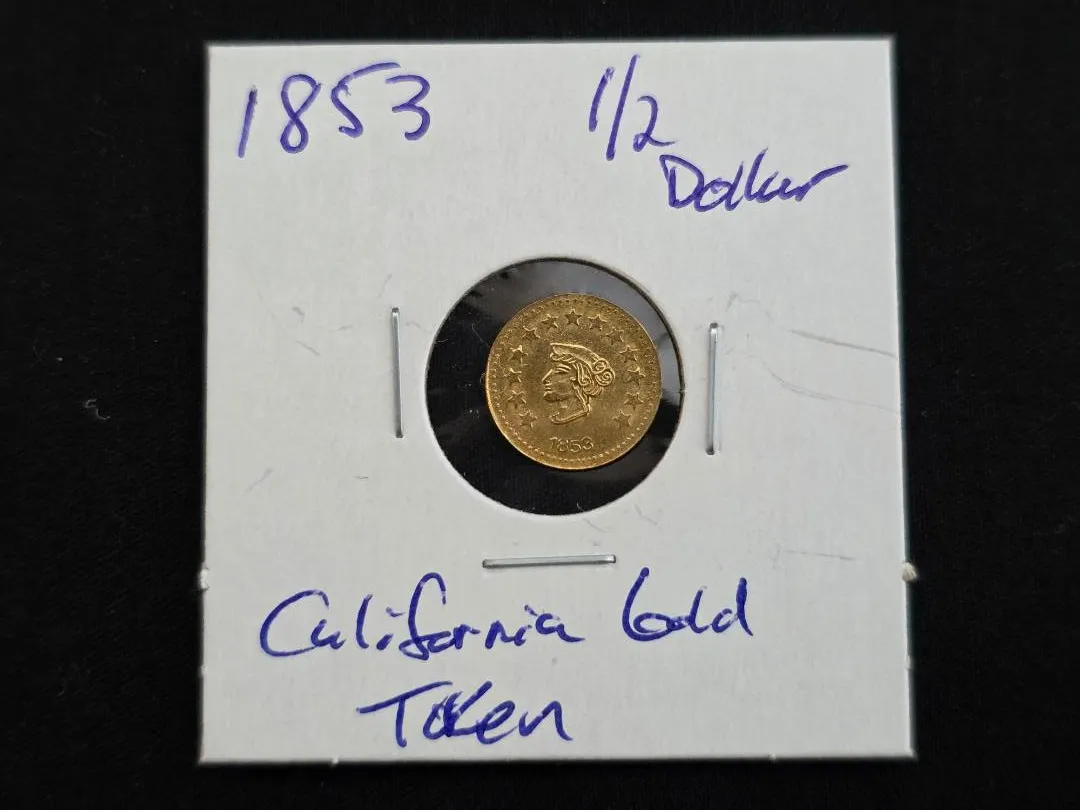 1853
1/2
Dollar
1853
California Gold
Token